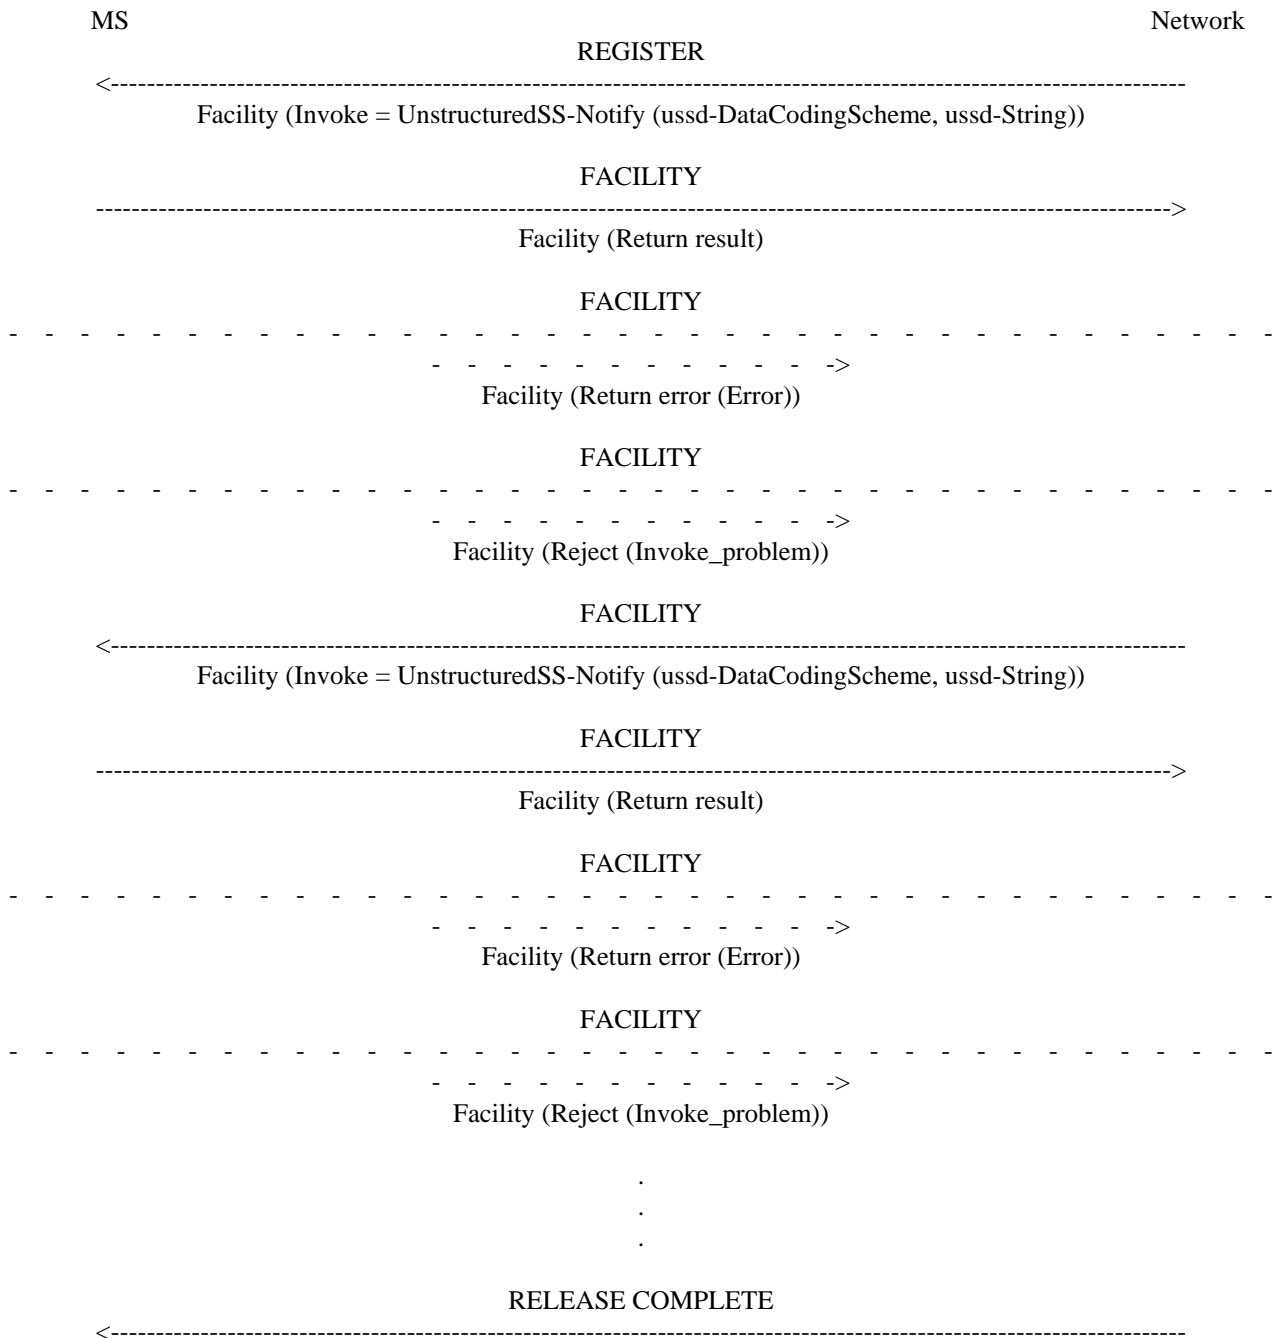 MS Network
REGISTER
<------------------------------------------------------------------------------------------------------------------------
Facility (Invoke = UnstructuredSS-Notify (ussd-DataCodingScheme, ussd-String))
FACILITY
------------------------------------------------------------------------------------------------------------------------>
Facility (Return result)
FACILITY
- - - - - - - - - - - - - - - - - - - - - - - - - - - - - - - - - - - -
- - - - - - - - - - - ->
Facility (Return error (Error))
FACILITY
- - - - - - - - - - - - - - - - - - - - - - - - - - - - - - - - - - - -
- - - - - - - - - - - ->
Facility (Reject (Invoke_problem))
FACILITY
<------------------------------------------------------------------------------------------------------------------------
Facility (Invoke = UnstructuredSS-Notify (ussd-DataCodingScheme, ussd-String))
FACILITY
------------------------------------------------------------------------------------------------------------------------>
Facility (Return result)
FACILITY
- - - - - - - - - - - - - - - - - - - - - - - - - - - - - - - - - - - -
- - - - - - - - - - - ->
Facility (Return error (Error))
FACILITY
- - - - - - - - - - - - - - - - - - - - - - - - - - - - - - - - - - - -
- - - - - - - - - - - ->
Facility (Reject (Invoke_problem))
.
.
.
RELEASE COMPLETE
<------------------------------------------------------------------------------------------------------------------------